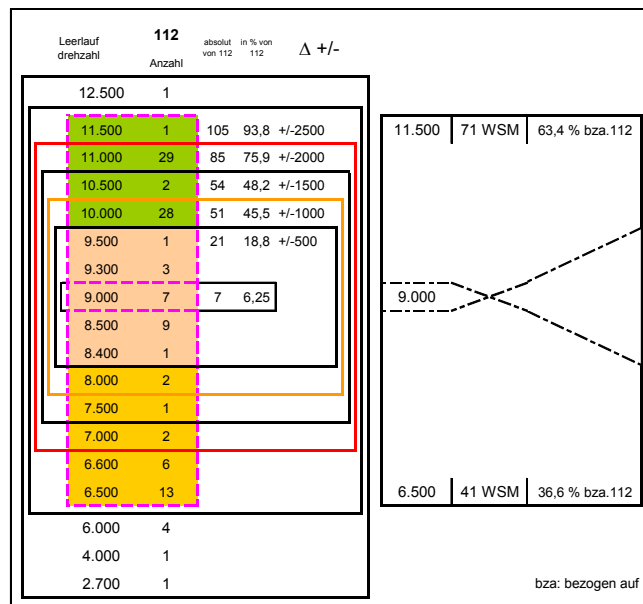 Leerlauf drehzahl 112 Anzahl absolut von 112 in % von 112 Δ +/-
12.500 1
11.500 1 105 93,8 +/-2500 11.500 71 WSM 63,4 % bza.112
11.000 29 85 75,9 +/-2000
10.500 2 54 48,2 +/-1500
10.000 28 51 45,5 +/-1000
9.500 1 21 18,8 +/-500
9.300 3
9.000 7 7 6,25 9.000
8.500 9
8.400 1
8.000 2
7.500 1
7.000 2
6.600 6
6.500 13 6.500 41 WSM 36,6 % bza.112
6.000 4
4.000 1
2.700 1 bza: bezogen auf